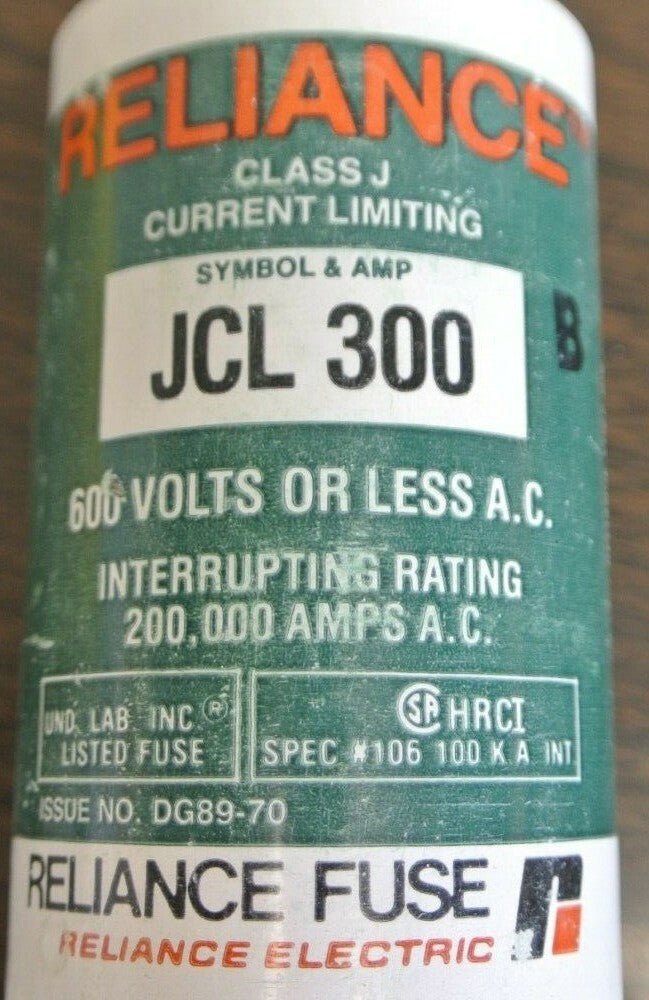 RELIANCE
CLASS J
CURRENT LIMITING
SYMBOL & AMP
JCL 300
B
600 VOLTS OR LESS A.C.
INTERRUPTING RATING
200,000 AMPS A.C.
UND. LAB INC ®
LISTED FUSE
SA HRCI
SPEC #106 100 K A INT
ISSUE NO. DG89-70
RELIANCE FUSE
RELIANCE ELECTRIC